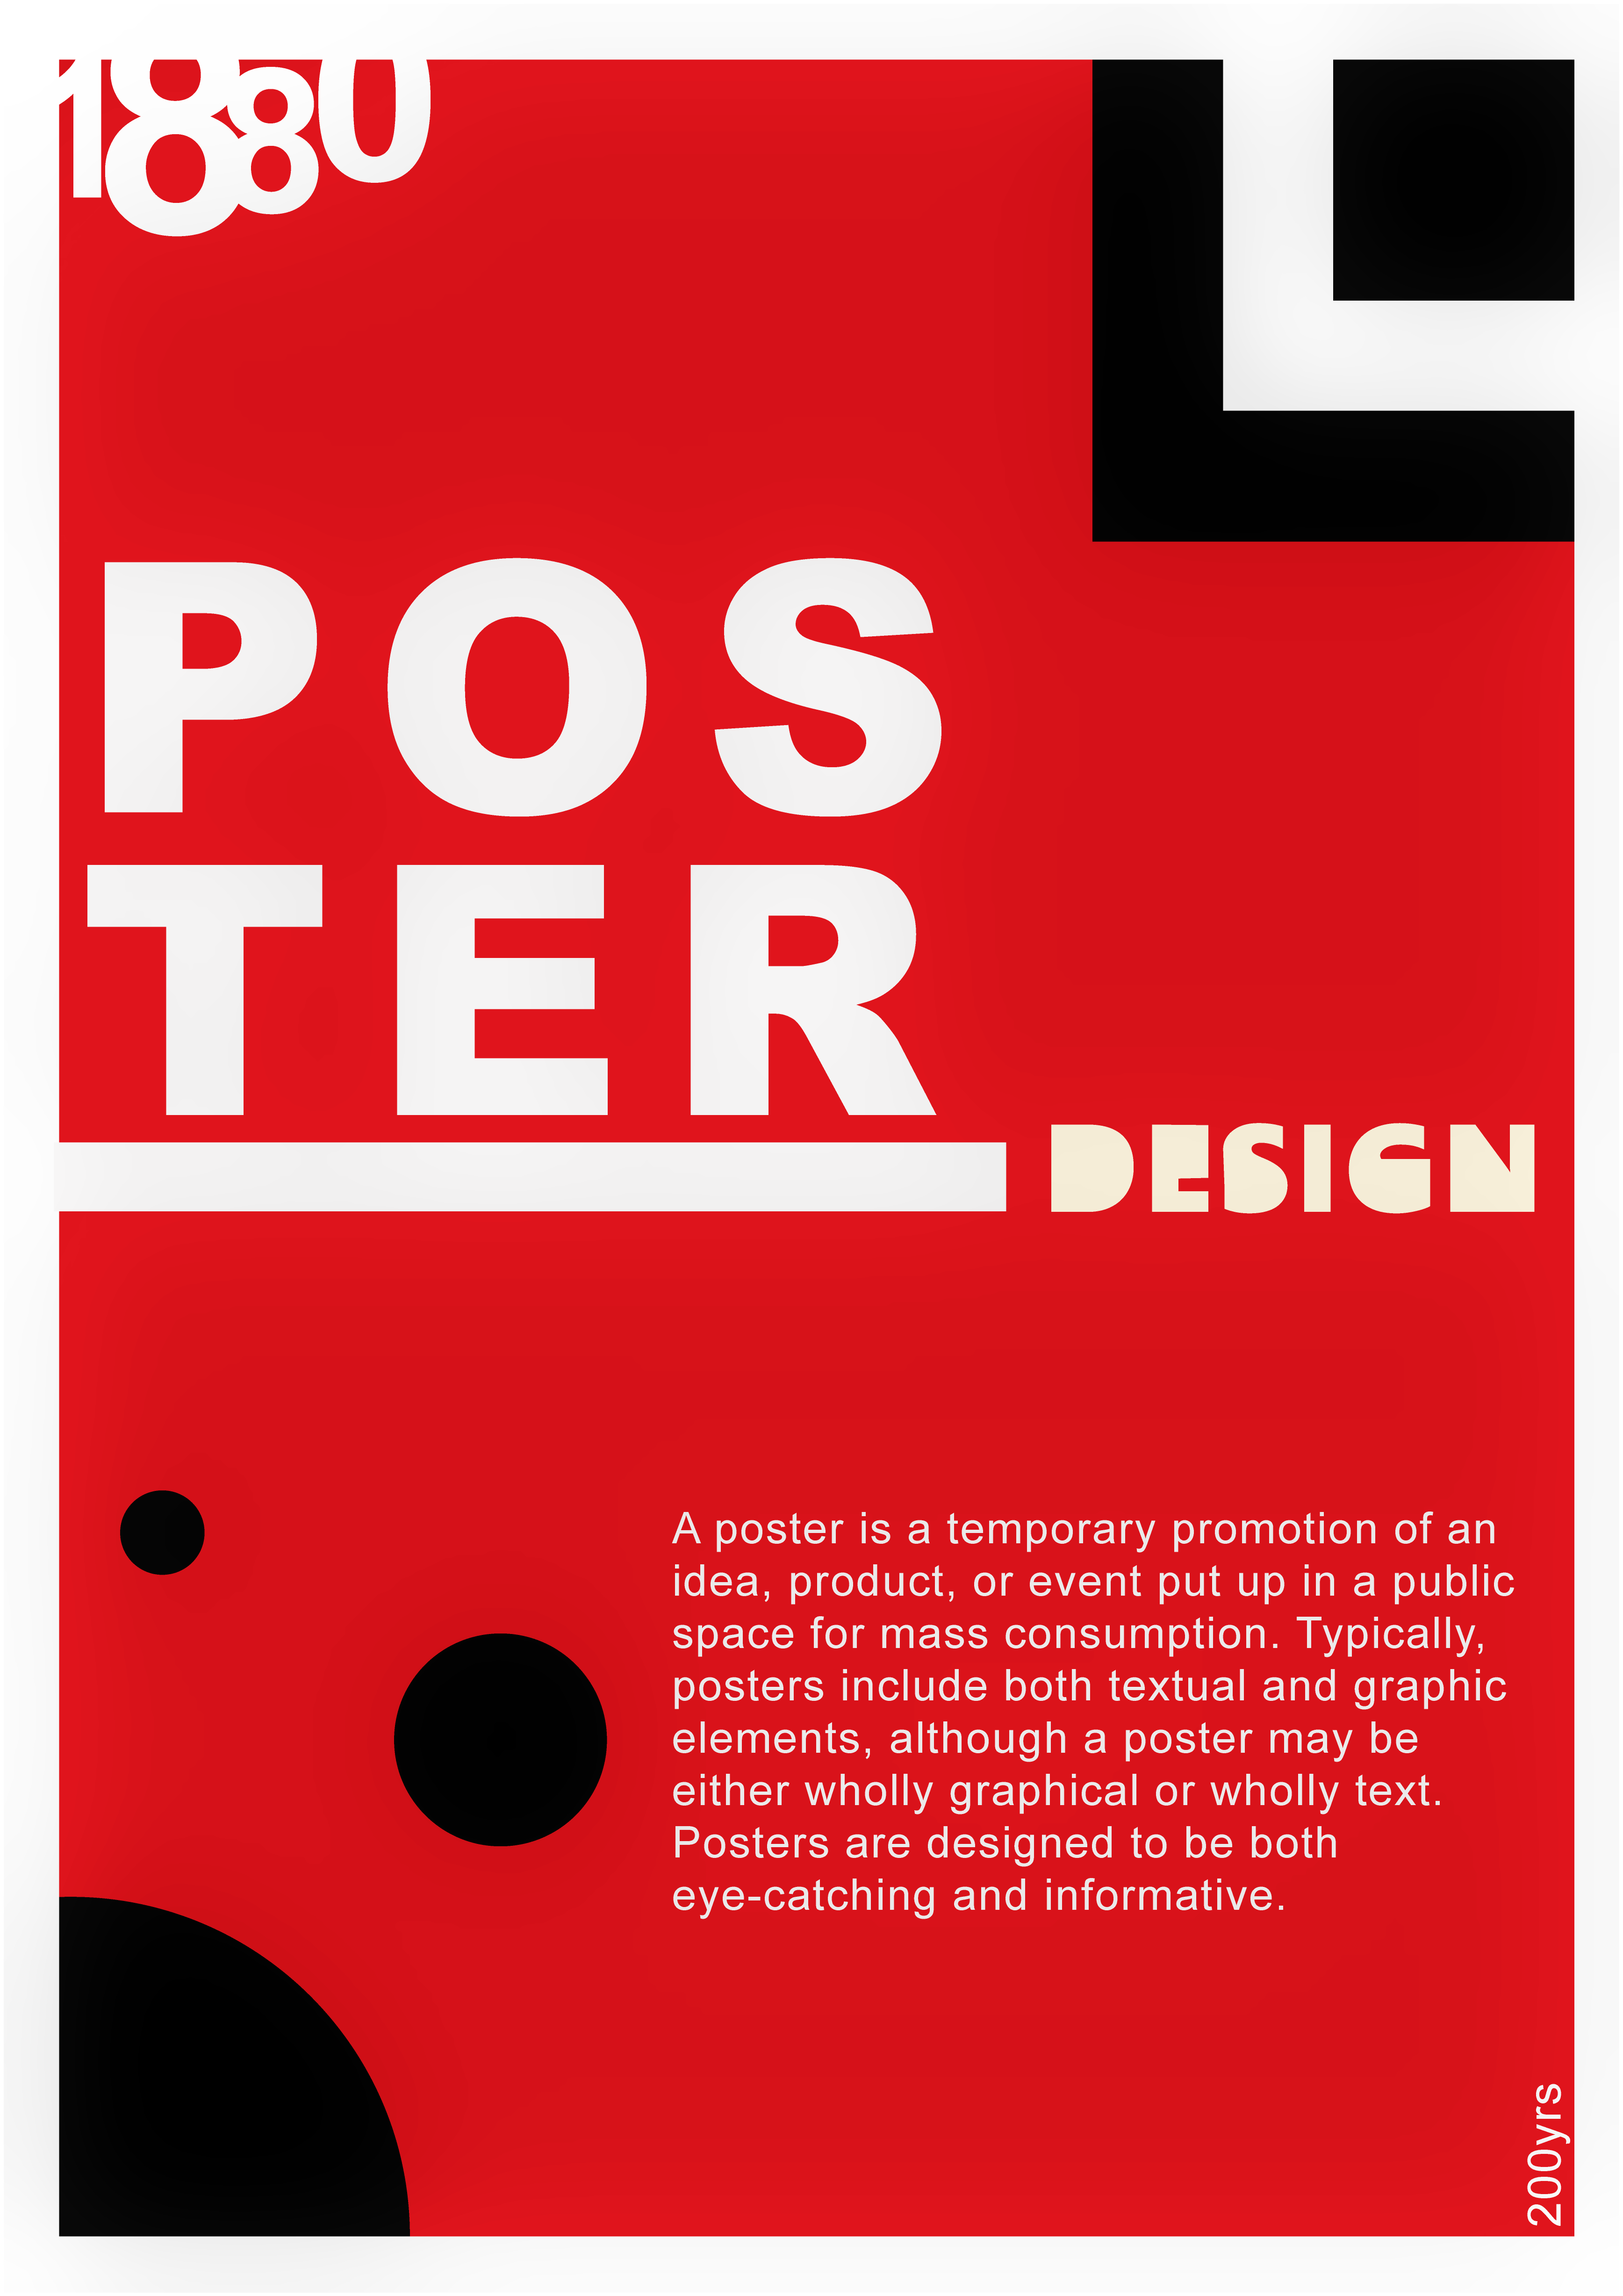 1880
POS
TER
DESIGN
A poster is a temporary promotion of an
idea, product, or event put up in a public
space for mass consumption. Typically,
posters include both textual and graphic
elements, although a poster may be
either wholly graphical or wholly text.
Posters are designed to be both
eye-catching and informative.
200yrs